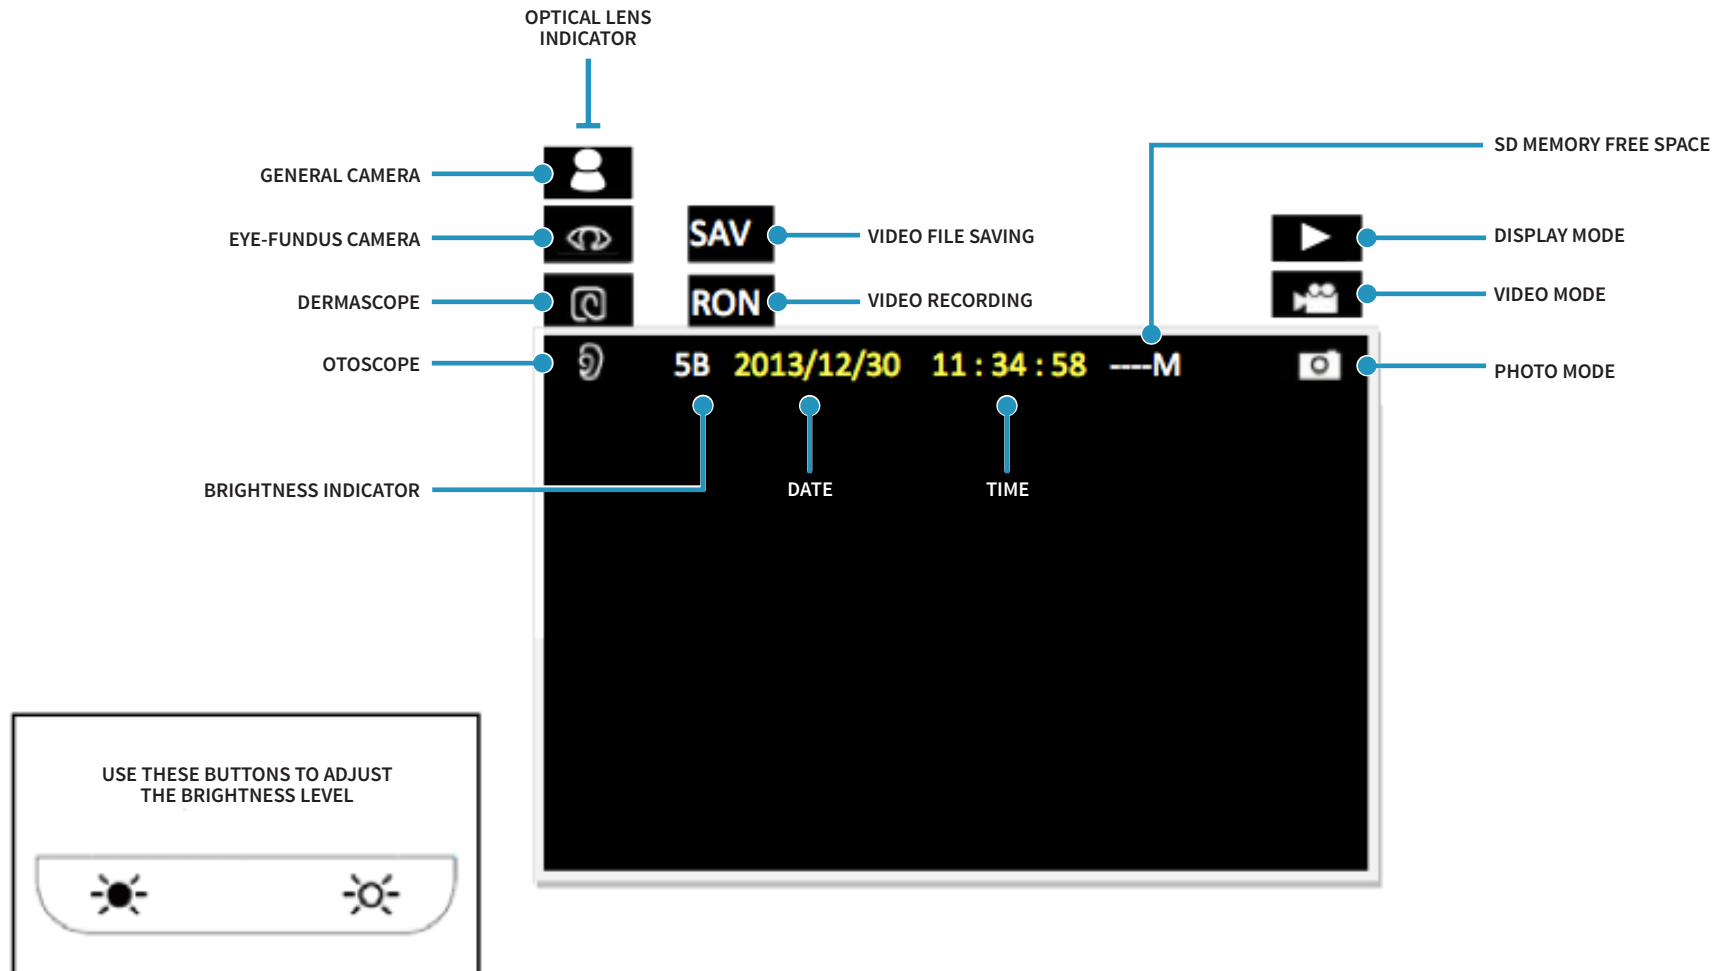 OPTICAL LENS
INDICATOR
GENERAL CAMERA
SD MEMORY FREE SPACE
EYE-FUNDUS CAMERA
SAV
VIDEO FILE SAVING
DISPLAY MODE
DERMASCOPE
RON
VIDEO RECORDING
VIDEO MODE
OTOSCOPE
5B 2013/12/30 11 : 34 : 58 ----M
PHOTO MODE
BRIGHTNESS INDICATOR
DATE
TIME
USE THESE BUTTONS TO ADJUST
THE BRIGHTNESS LEVEL